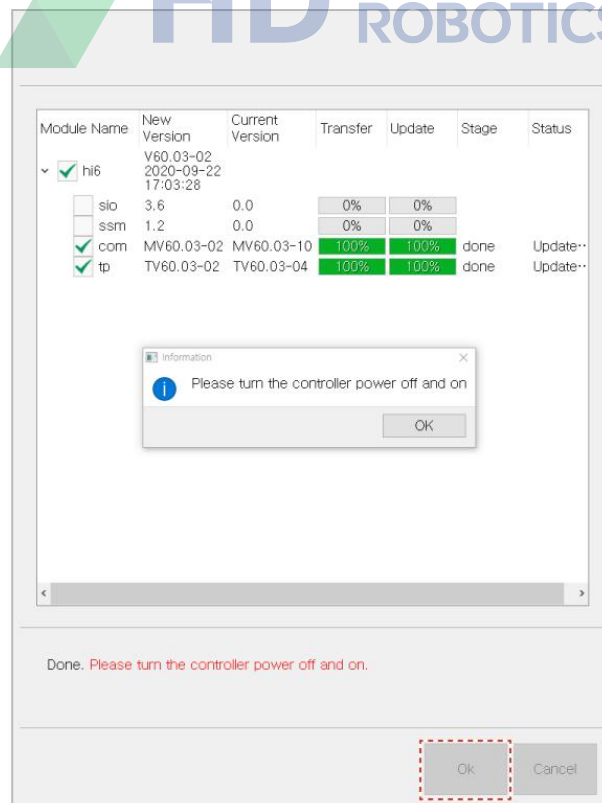 HD ROBOTICS
Module Name New Version Current Version Transfer Update Stage Status
hi6 V60.03-02 2020-09-22 17:03:28
sio 3.6 0.0 0% 0%
ssm 1.2 0.0 0% 0%
com MV60.03-02 MV60.03-10 100% 100% done Update··
tp TV60.03-02 TV60.03-04 100% 100% done Update··
Information
Please turn the controller power off and on
OK
Done. Please turn the controller power off and on.
Ok Cancel